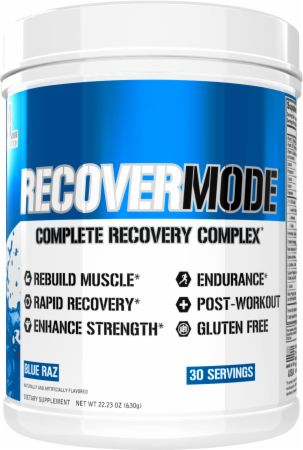 RECOVERMODE
COMPLETE RECOVERY COMPLEX*
REBUILD MUSCLE*
RAPID RECOVERY*
ENHANCE STRENGTH*
ENDURANCE*
POST-WORKOUT
GLUTEN FREE
BLUE RAZ
30 SERVINGS
NATURALLY AND ARTIFICIALLY FLAVORED
DIETARY SUPPLEMENT NET WT 22.23 OZ (630g)